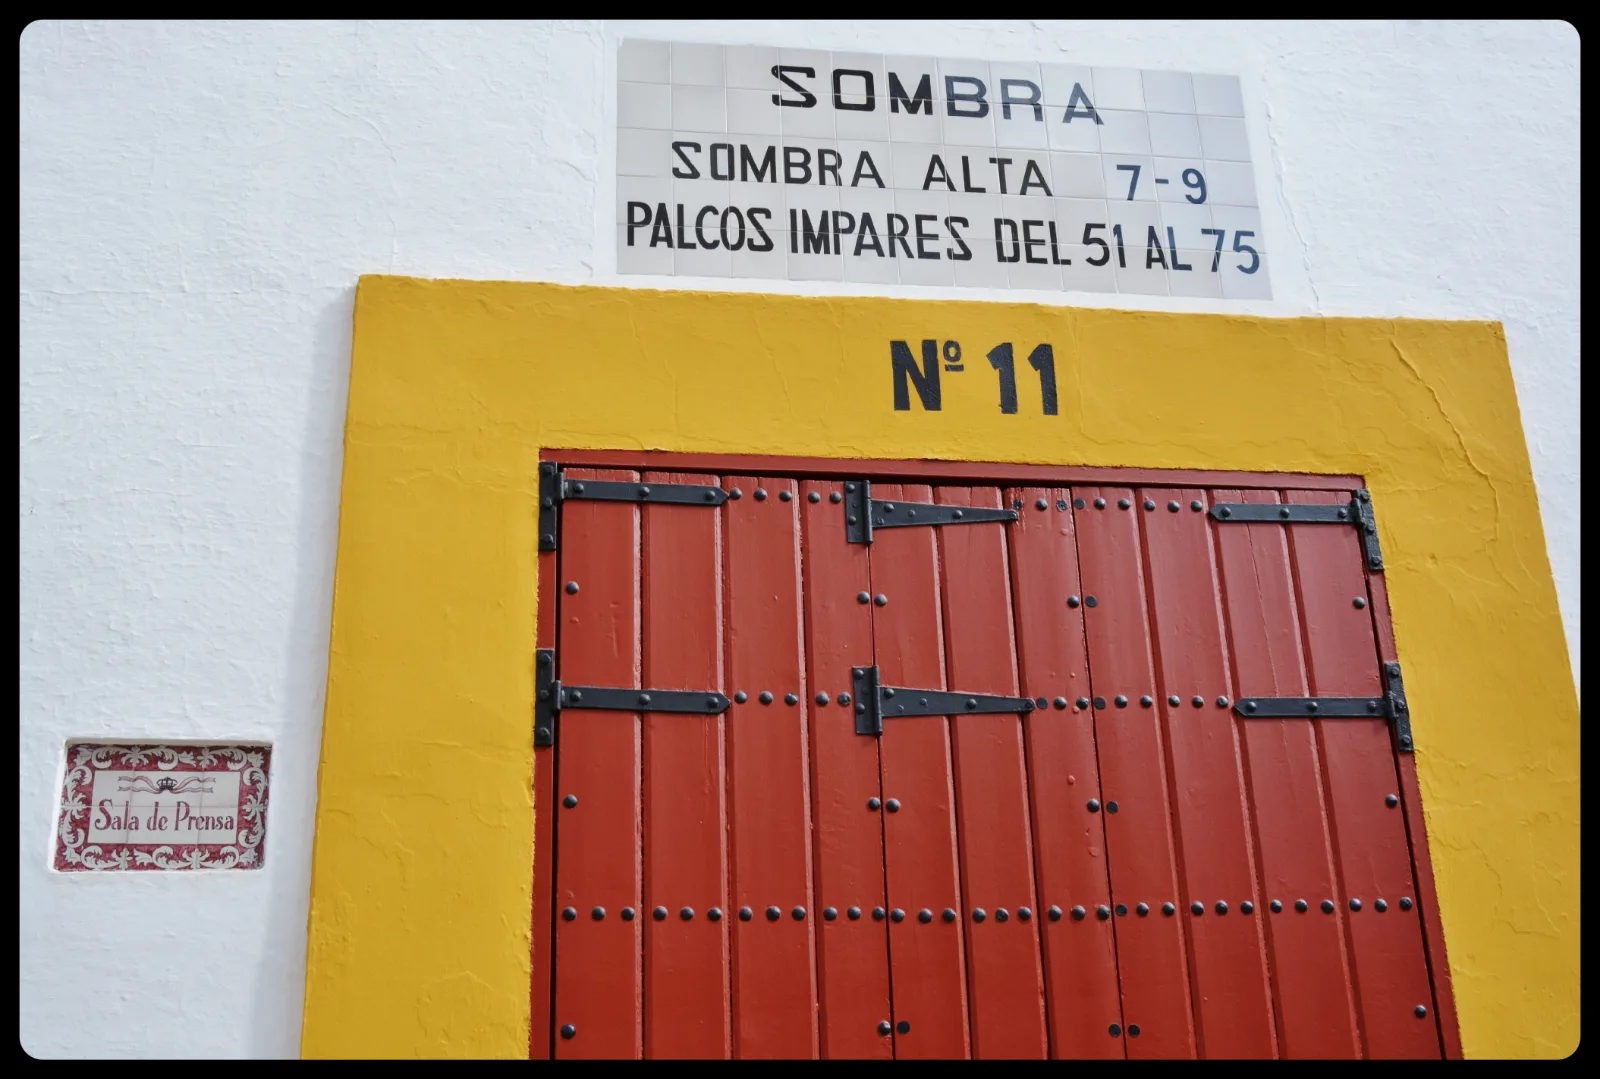 SOMBRA
SOMBRA ALTA 7-9
PALCOS IMPARES DEL 51 AL 75
Nº 11
Sala de Prensa